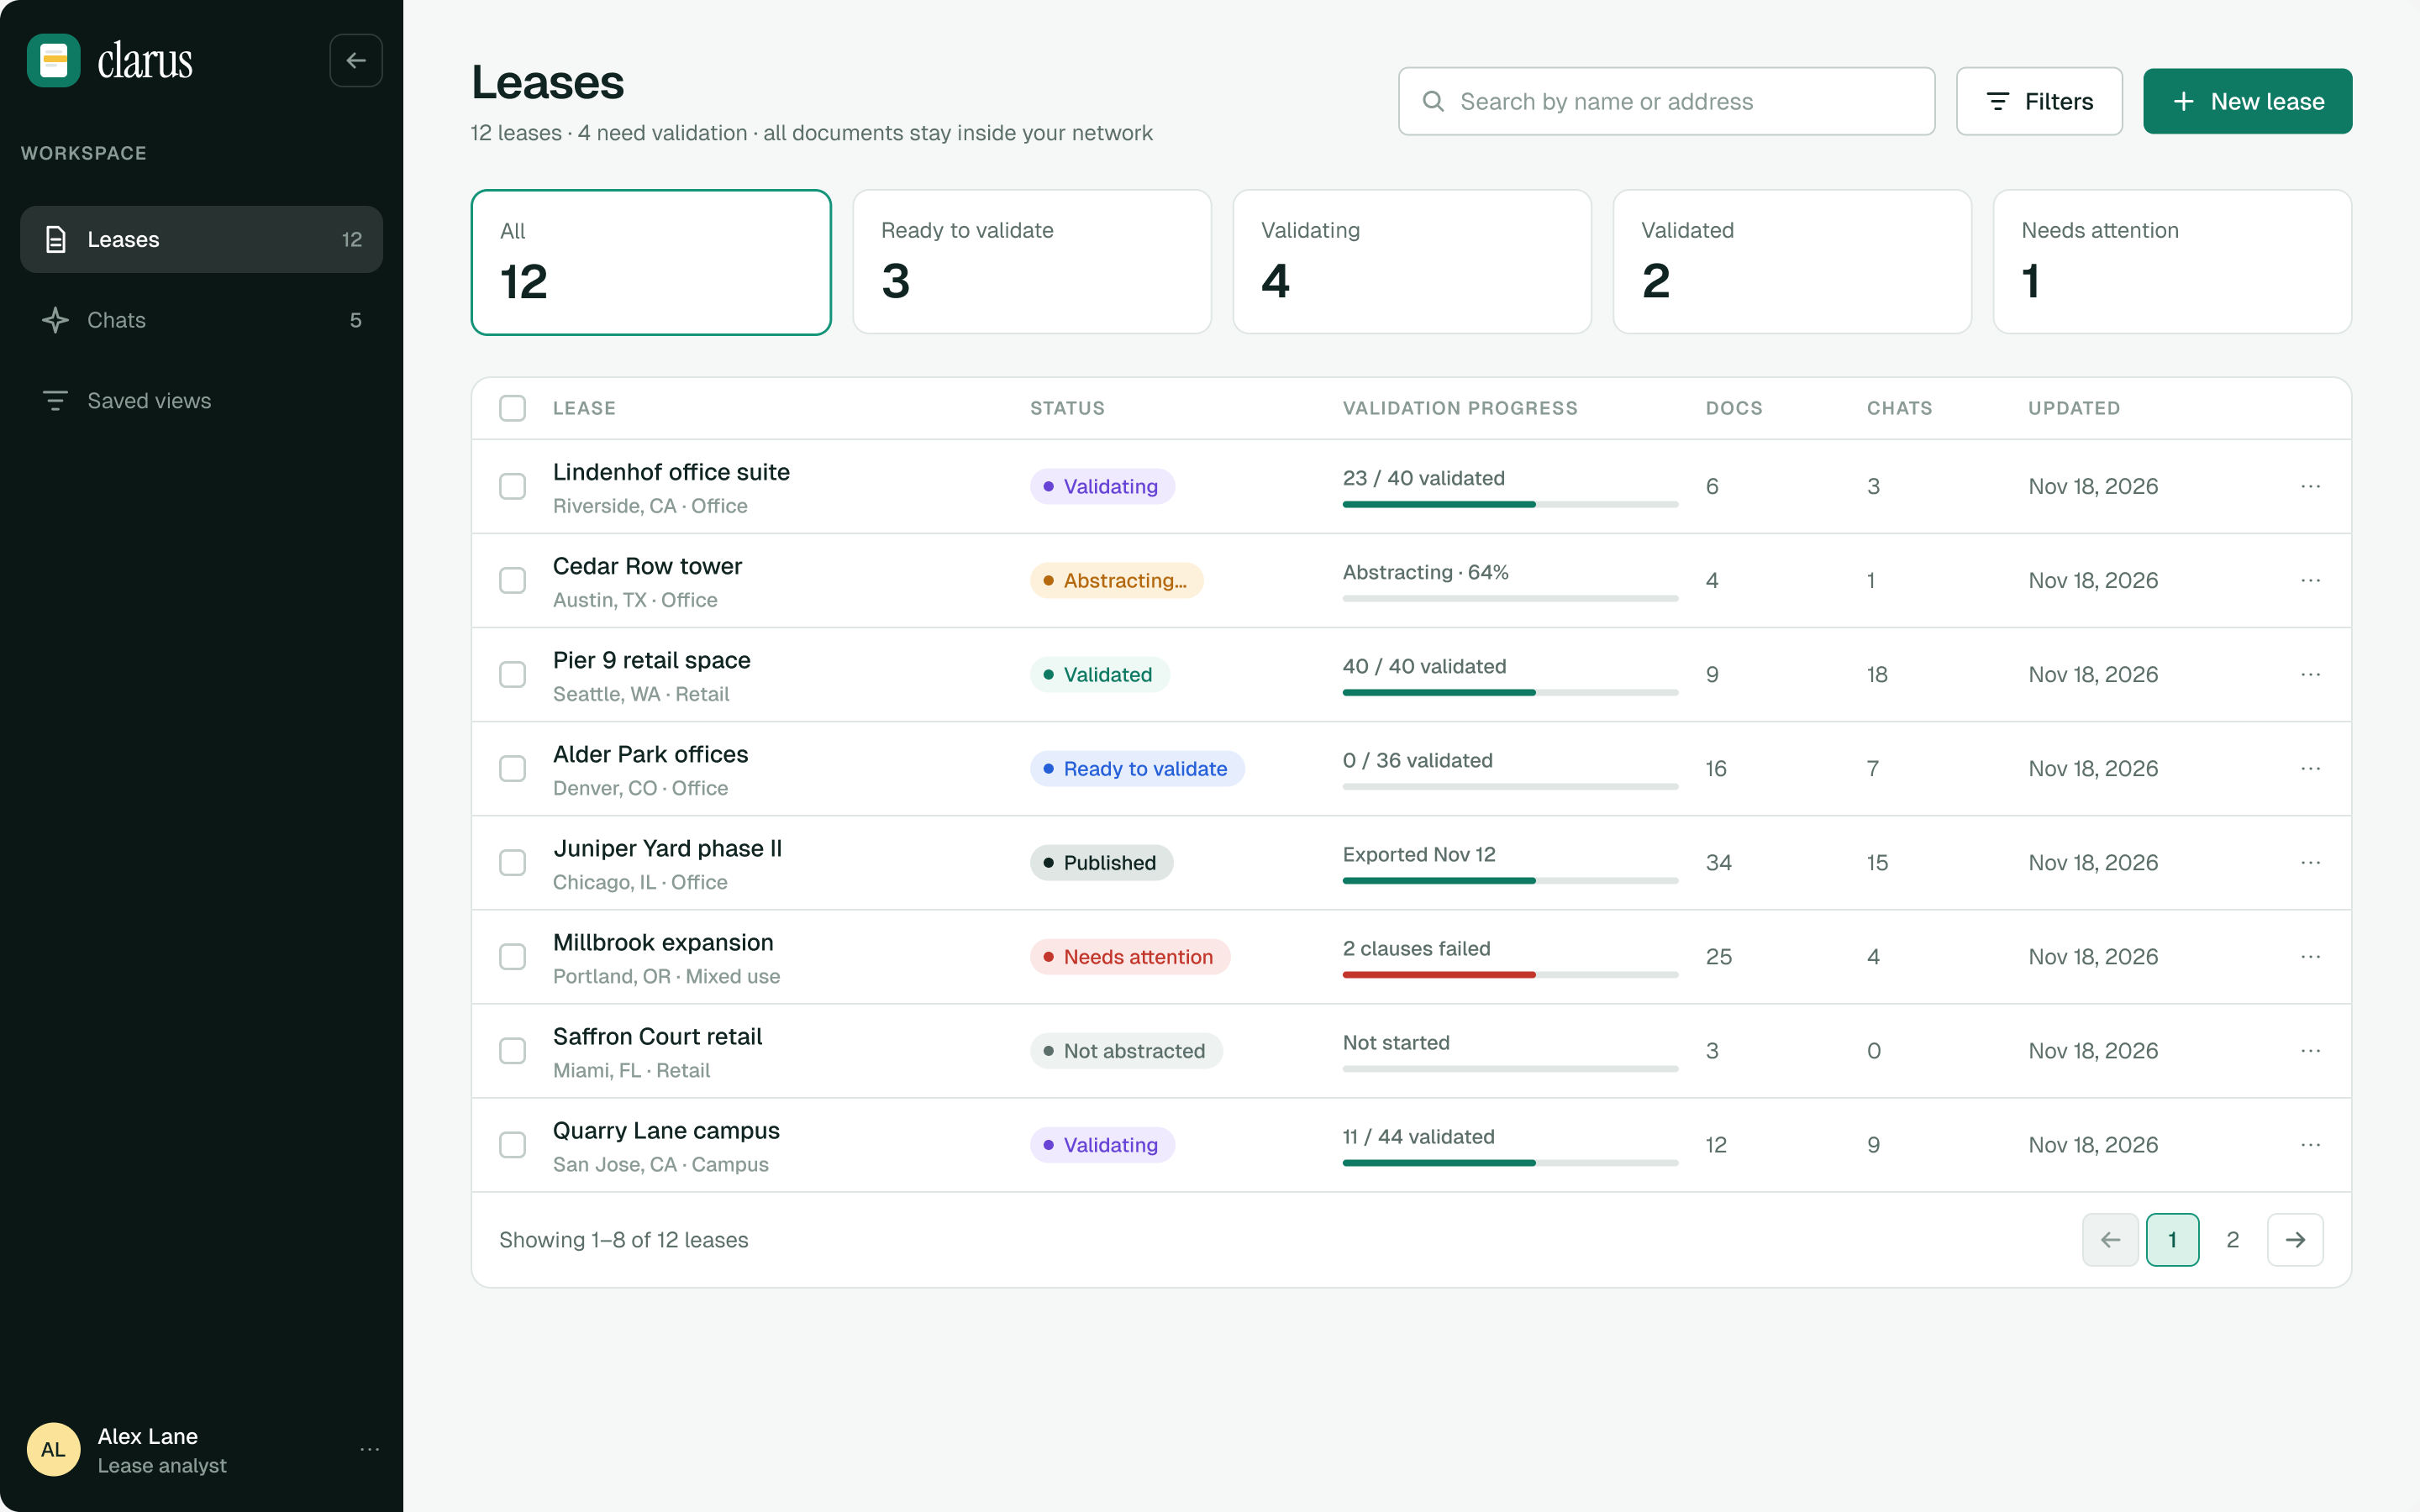 clarus
WORKSPACE
Leases 12
Chats 5
Saved views
AL
Alex Lane
Lease analyst
Leases
12 leases · 4 need validation · all documents stay inside your network
Search by name or address
Filters
New lease
All
12
Ready to validate
3
Validating
4
Validated
2
Needs attention
1
LEASE STATUS VALIDATION PROGRESS DOCS CHATS UPDATED
Lindenhof office suite
Riverside, CA · Office
Validating
23 / 40 validated
6 3 Nov 18, 2026
Cedar Row tower
Austin, TX · Office
Abstracting...
Abstracting · 64%
4 1 Nov 18, 2026
Pier 9 retail space
Seattle, WA · Retail
Validated
40 / 40 validated
9 18 Nov 18, 2026
Alder Park offices
Denver, CO · Office
Ready to validate
0 / 36 validated
16 7 Nov 18, 2026
Juniper Yard phase II
Chicago, IL · Office
Published
Exported Nov 12
34 15 Nov 18, 2026
Millbrook expansion
Portland, OR · Mixed use
Needs attention
2 clauses failed
25 4 Nov 18, 2026
Saffron Court retail
Miami, FL · Retail
Not abstracted
Not started
3 0 Nov 18, 2026
Quarry Lane campus
San Jose, CA · Campus
Validating
11 / 44 validated
12 9 Nov 18, 2026
Showing 1–8 of 12 leases
1 2